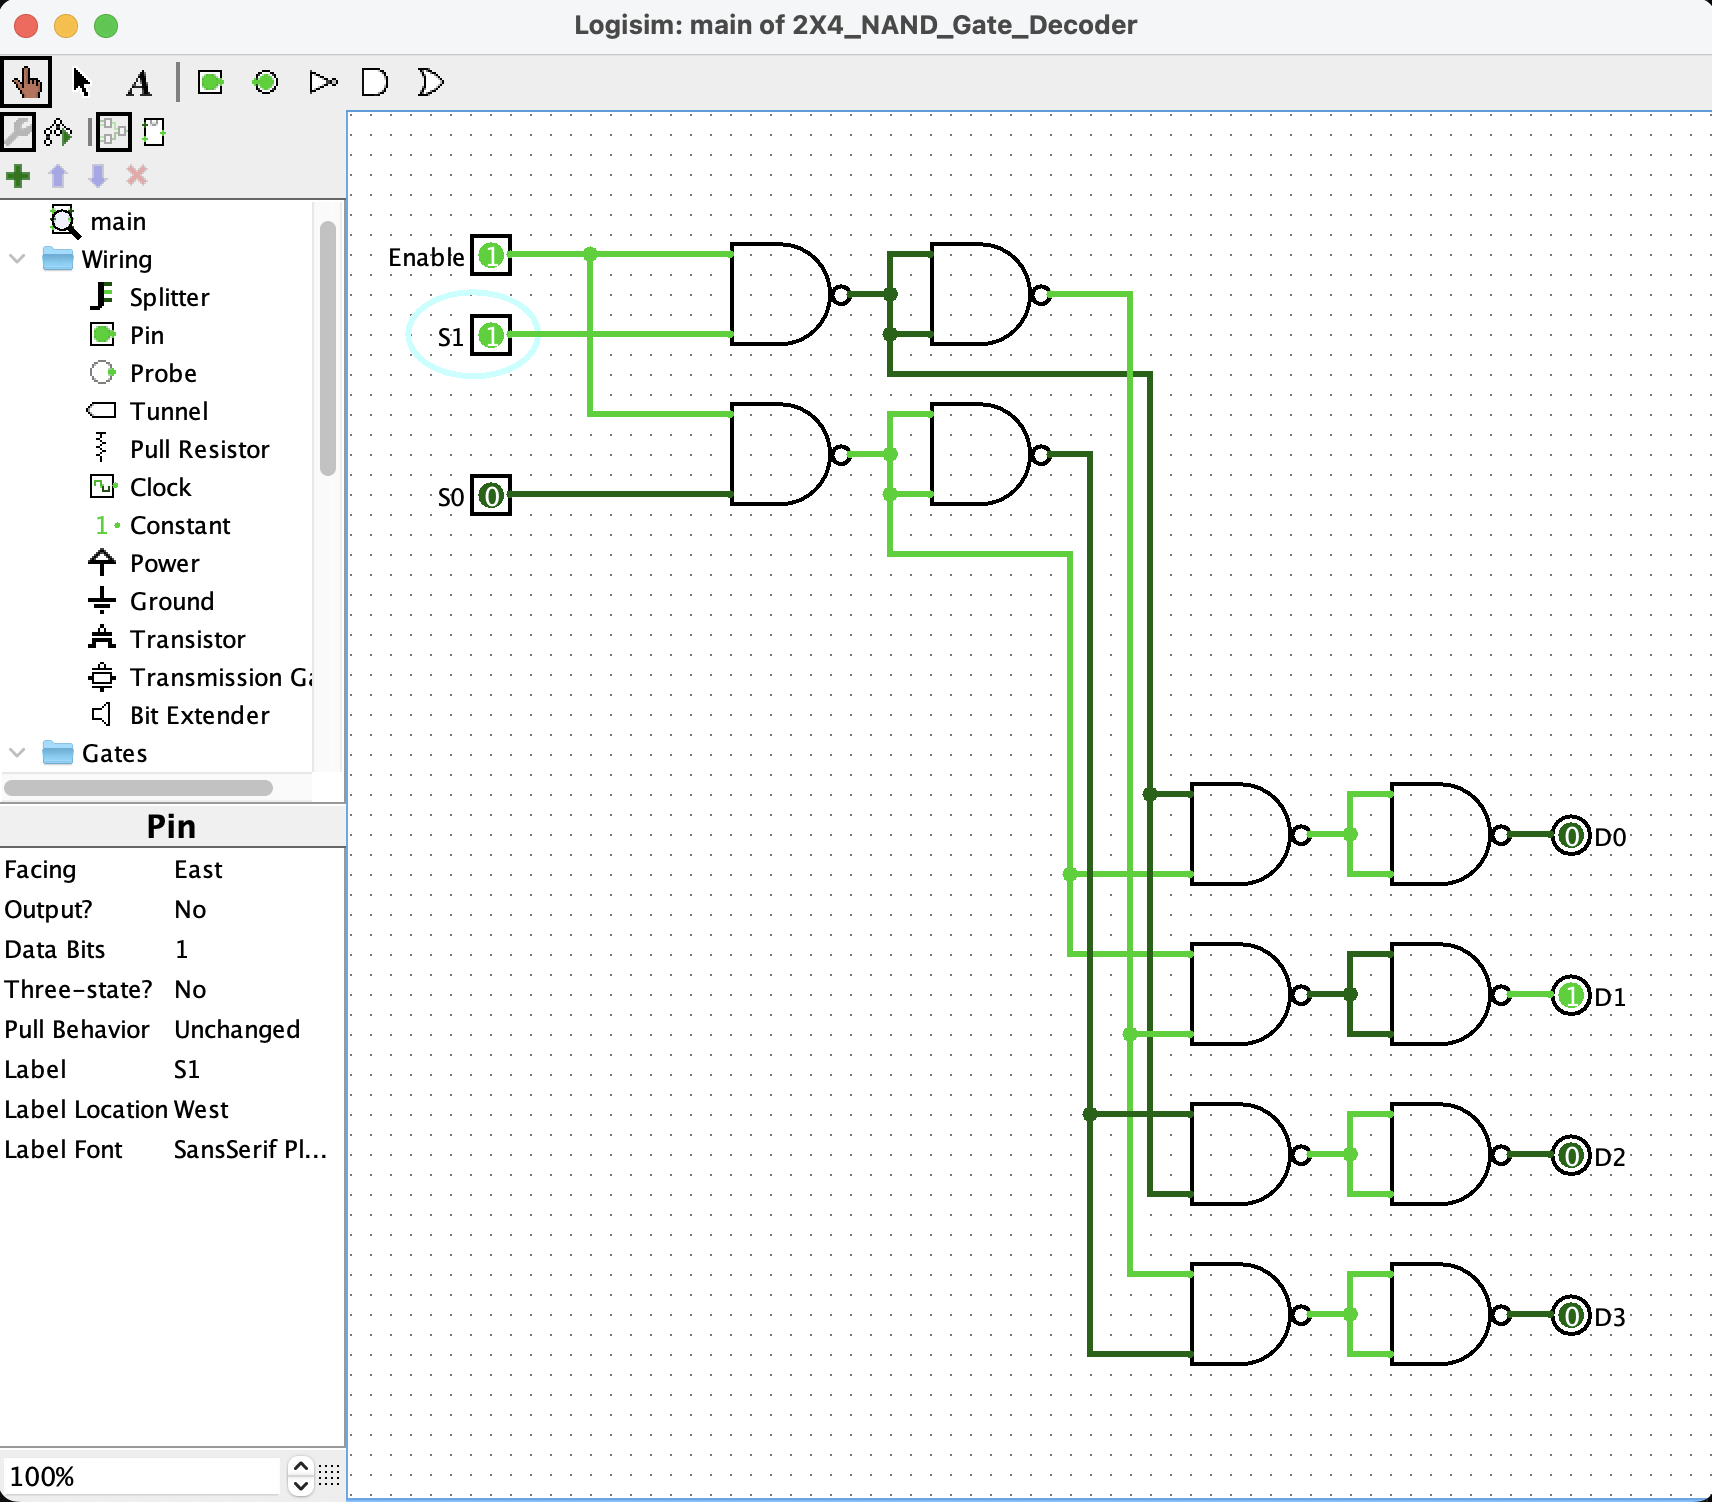 Logisim: main of 2X4_NAND_Gate_Decoder
A
main
Wiring
Splitter
Pin
Probe
Tunnel
Pull Resistor
Clock
1 Constant
Power
Ground
Transistor
Transmission Ga
Bit Extender
Gates
Pin
Facing East
Output? No
Data Bits 1
Three-state? No
Pull Behavior Unchanged
Label S1
Label Location West
Label Font SansSerif Pl...
100%
Enable 1
S1 1
S0 0
0 D0
1 D1
0 D2
0 D3